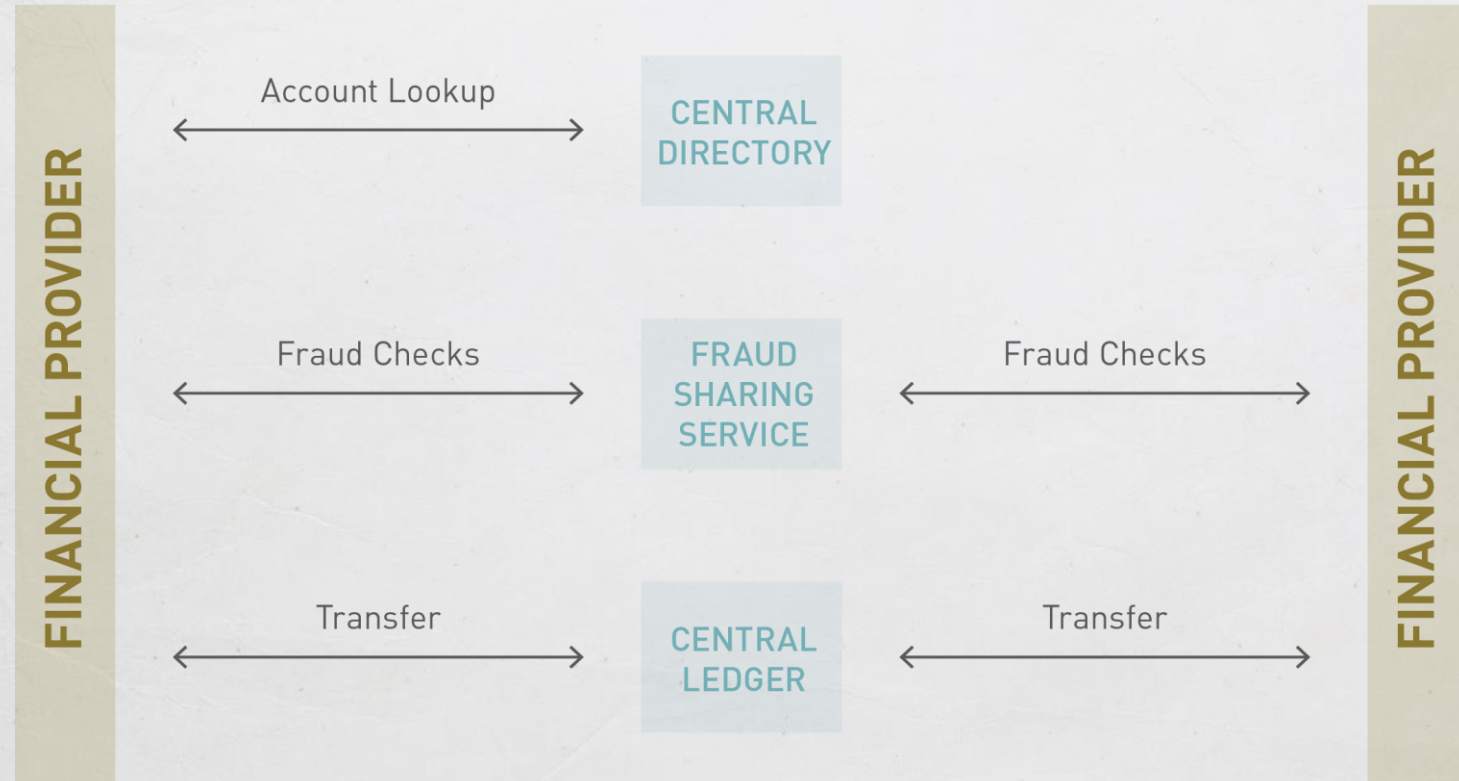 FINANCIAL PROVIDER
Account Lookup
CENTRAL
DIRECTORY
Fraud Checks
FRAUD
SHARING
SERVICE
Fraud Checks
Transfer
CENTRAL
LEDGER
Transfer
FINANCIAL PROVIDER